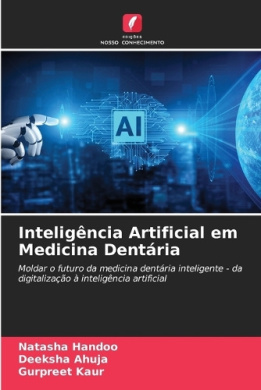 edições
NOSSO CONHECIMENTO
AI
Inteligência Artificial em
Medicina Dentária
Moldar o futuro da medicina dentária inteligente - da
digitalização à inteligência artificial
Natasha Handoo
Deeksha Ahuja
Gurpreet Kaur